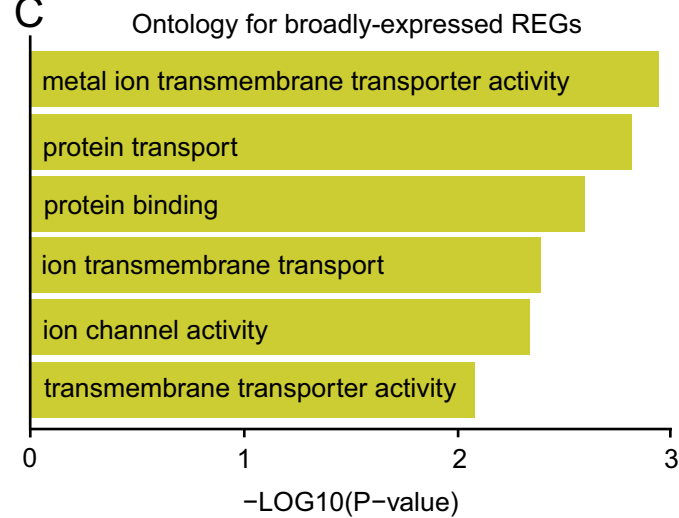 C
Ontology for broadly-expressed REGs
metal ion transmembrane transporter activity
protein transport
protein binding
ion transmembrane transport
ion channel activity
transmembrane transporter activity
0 1 2 3
−LOG10(P−value)